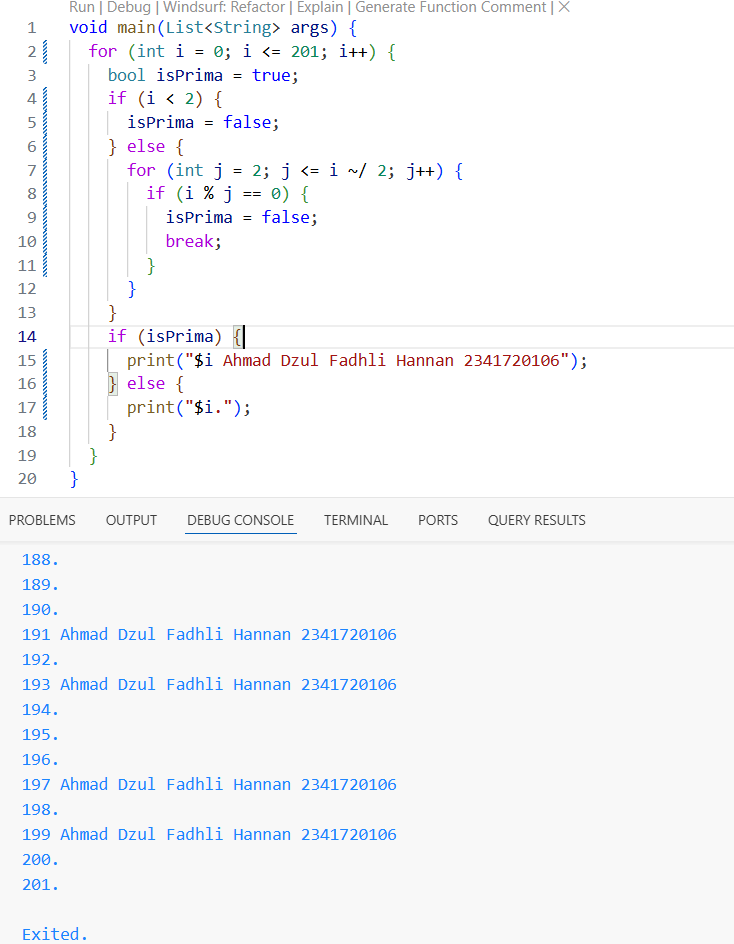 Run | Debug | Windsurf: Refactor | Explain | Generate Function Comment | ×
1 void main(List<String> args) {
2 for (int i = 0; i <= 201; i++) {
3 bool isPrima = true;
4 if (i < 2) {
5 isPrima = false;
6 } else {
7 for (int j = 2; j <= i ~/ 2; j++) {
8 if (i % j == 0) {
9 isPrima = false;
10 break;
11 }
12 }
13 }
14 if (isPrima) {
15 print("$i Ahmad Dzul Fadhli Hannan 2341720106");
16 } else {
17 print("$i.");
18 }
19 }
20 }
PROBLEMS OUTPUT DEBUG CONSOLE TERMINAL PORTS QUERY RESULTS
188.
189.
190.
191 Ahmad Dzul Fadhli Hannan 2341720106
192.
193 Ahmad Dzul Fadhli Hannan 2341720106
194.
195.
196.
197 Ahmad Dzul Fadhli Hannan 2341720106
198.
199 Ahmad Dzul Fadhli Hannan 2341720106
200.
201.
Exited.